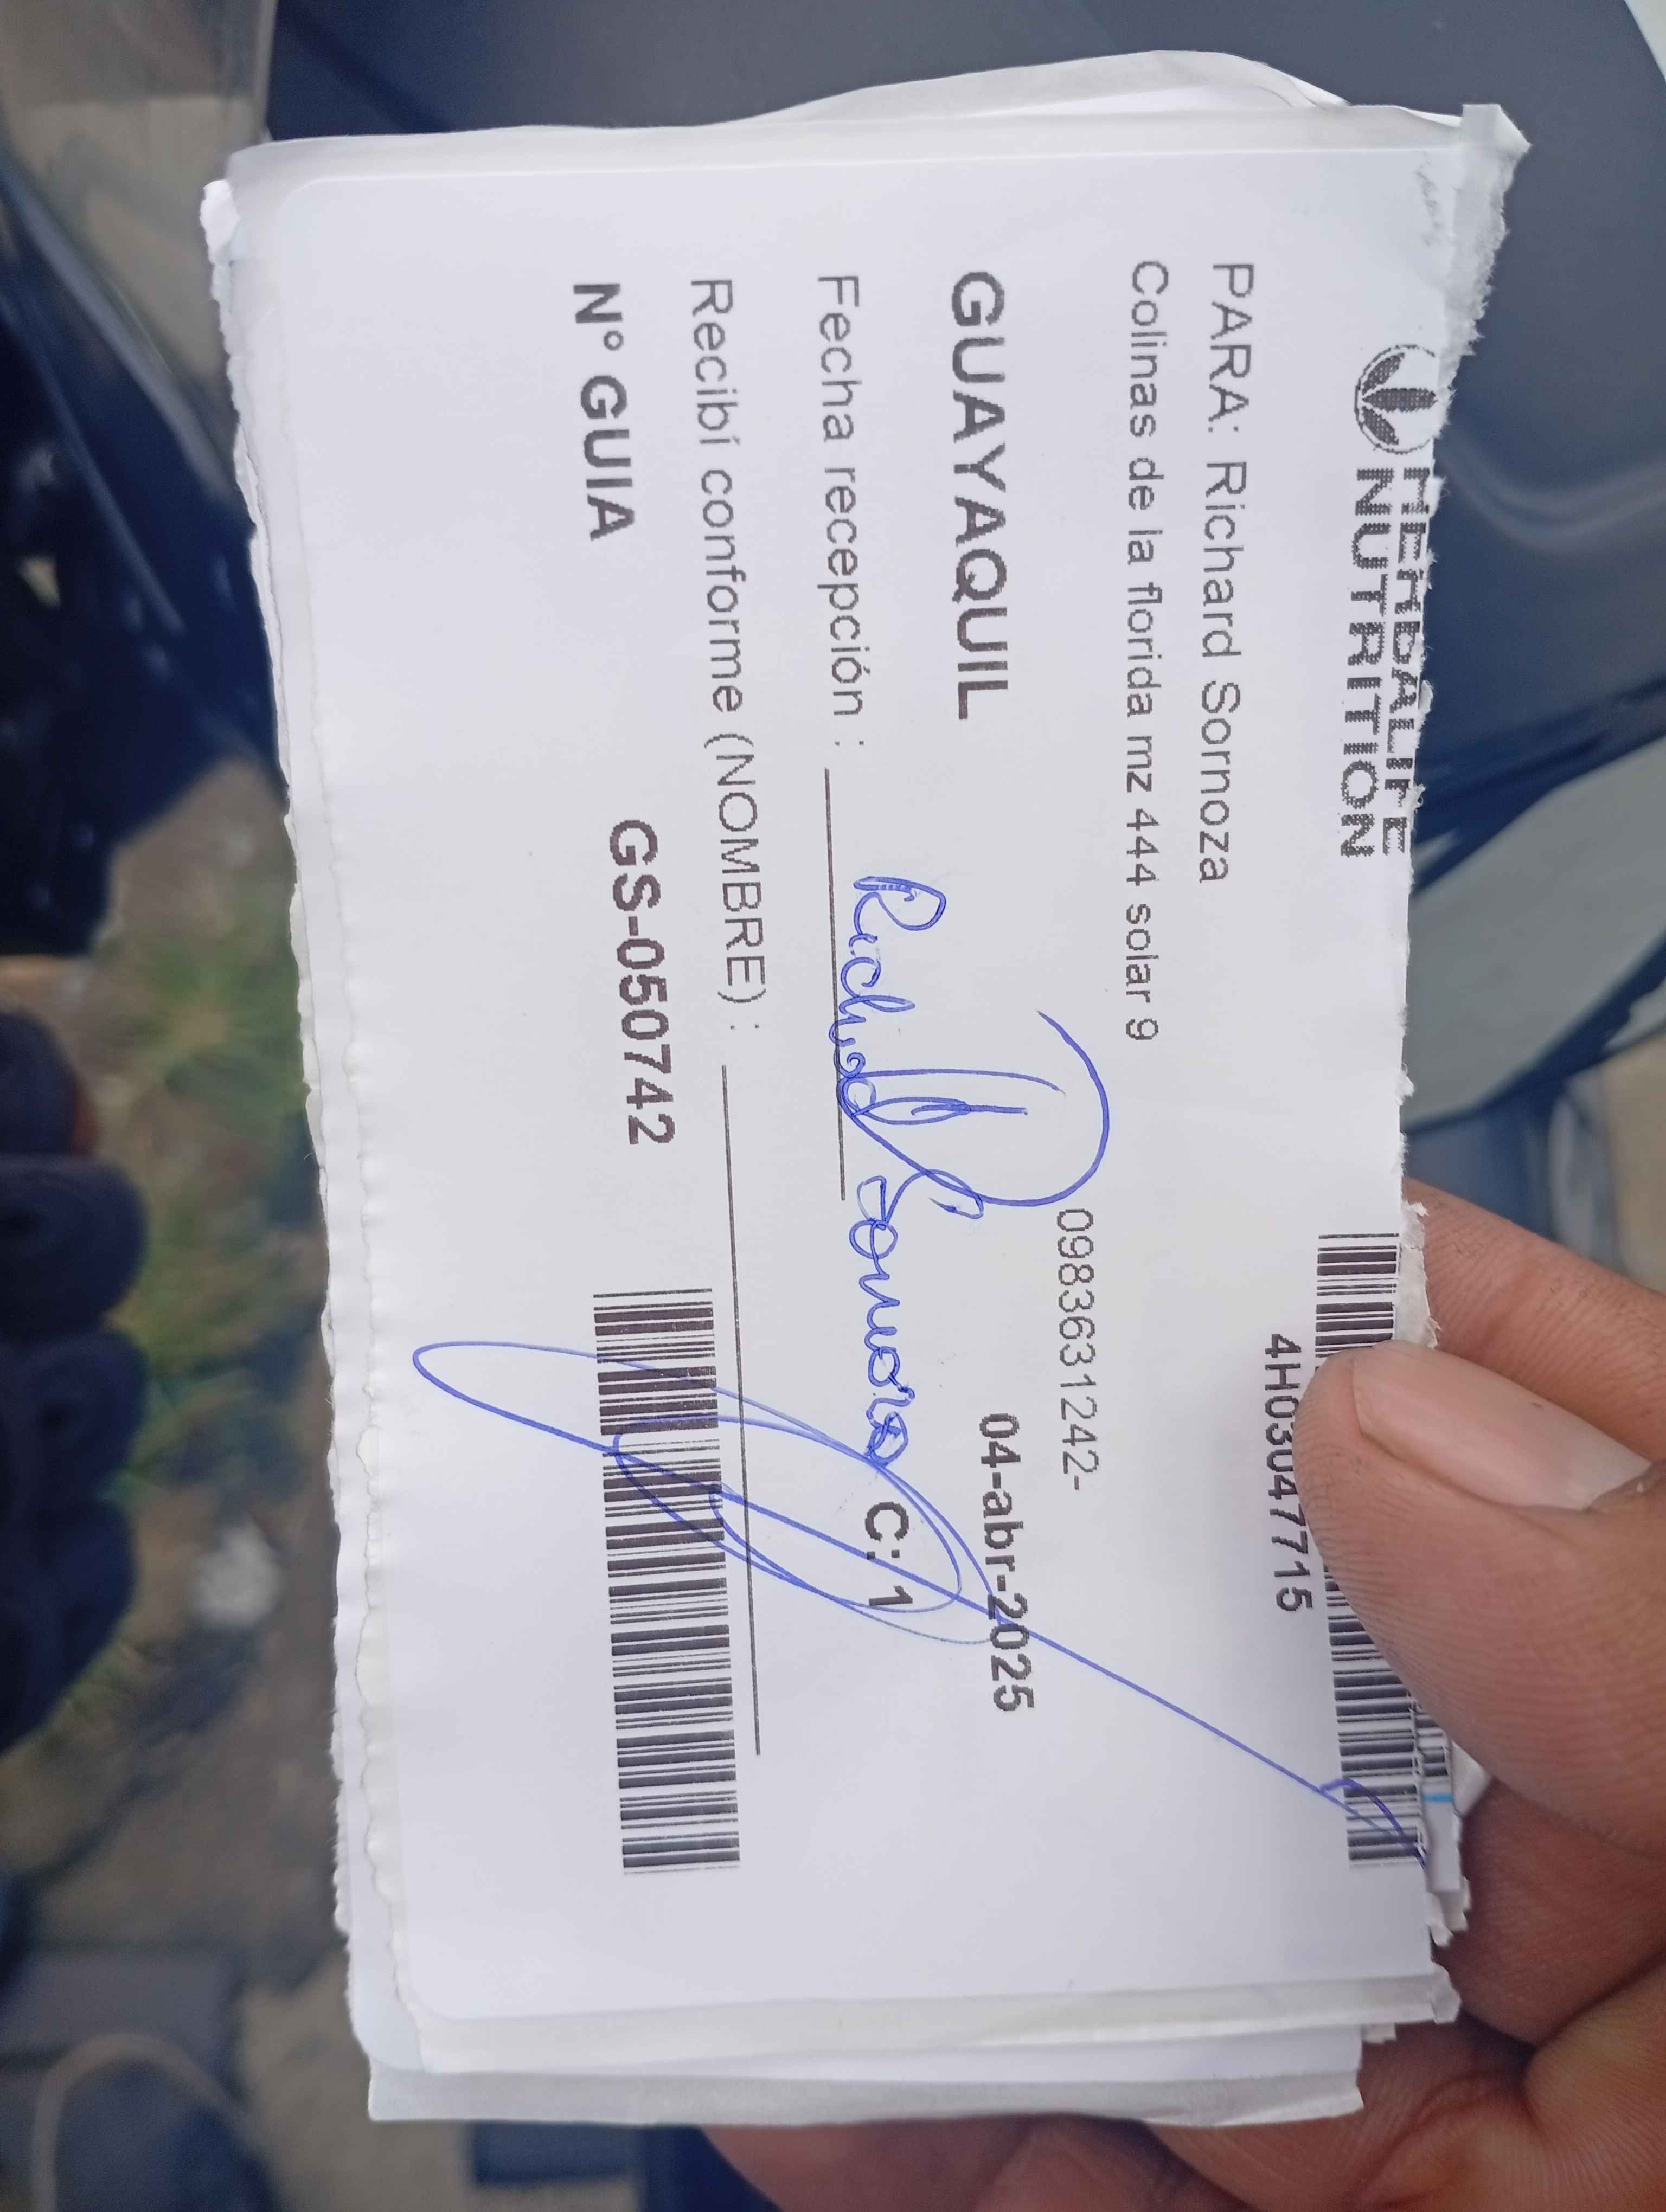 HERBALIFE
NUTRITION
4H03047715
PARA: Richard Sornoza
Colinas de la florida mz 444 solar 9
0983631242-
GUAYAQUIL
04-abr-2025
Fecha recepción :
Richard Sornoza
C: 1
Recibí conforme (NOMBRE) :
N° GUIA
GS-050742